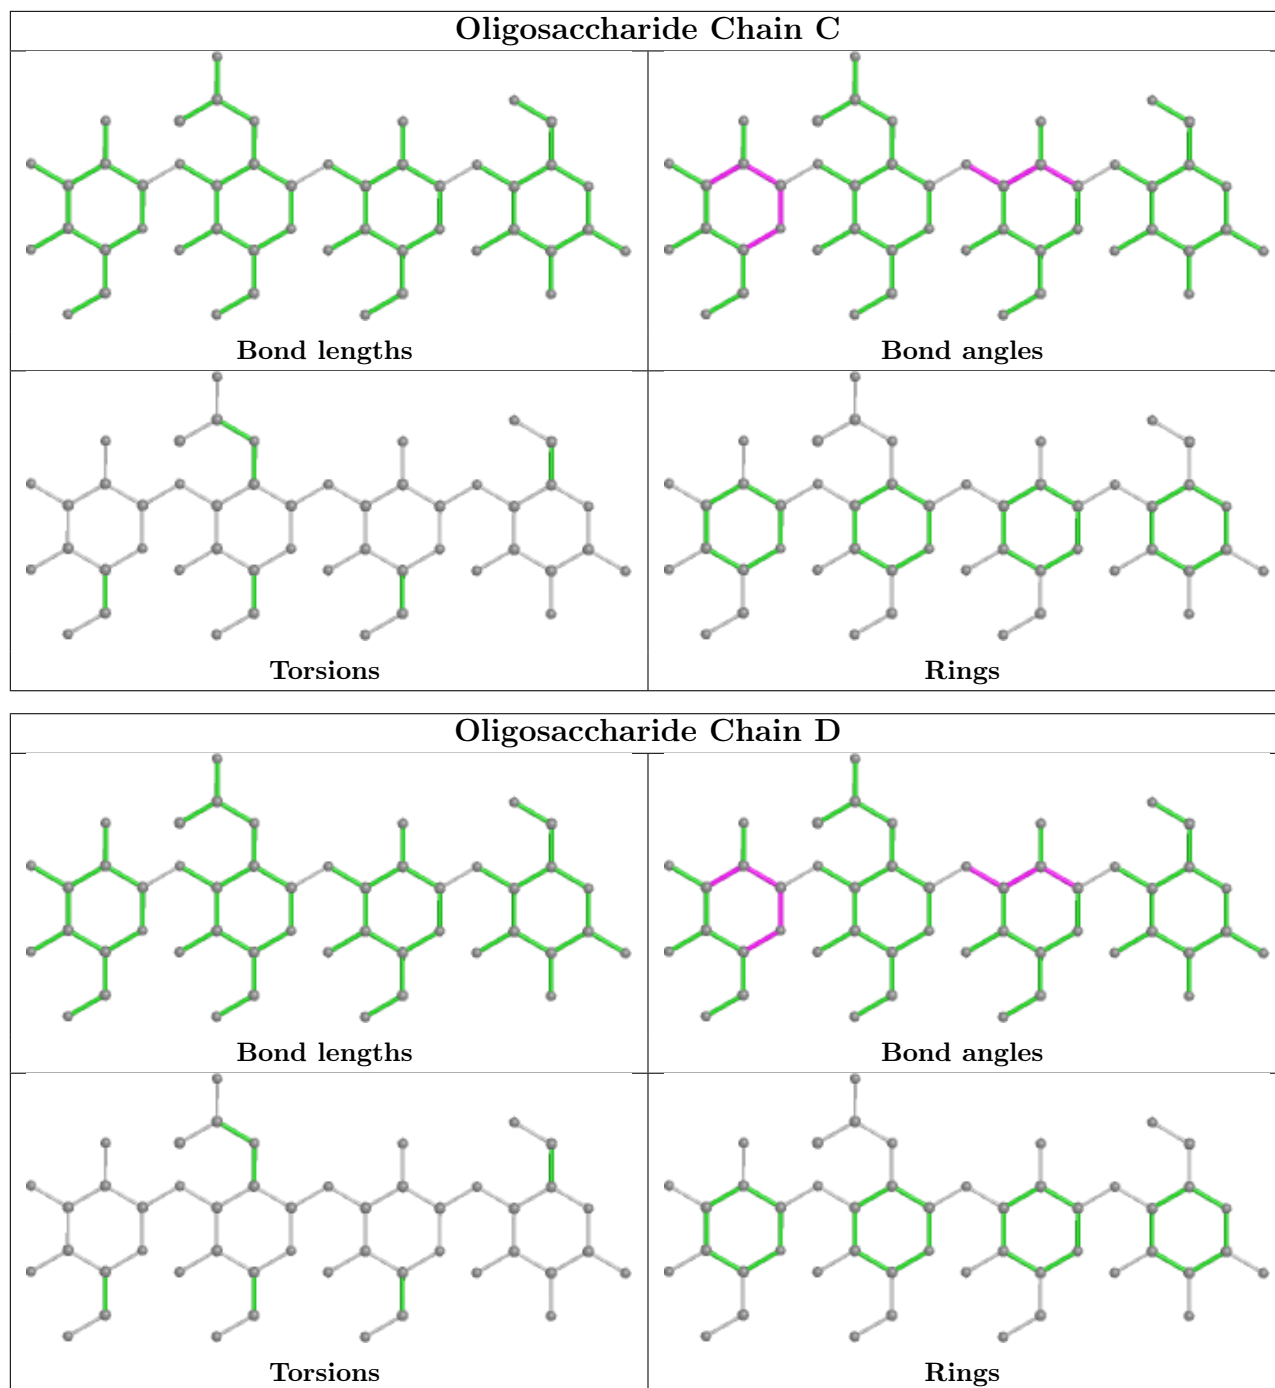 Oligosaccharide Chain C
Bond lengths
Bond angles
Torsions
Rings
Oligosaccharide Chain D
Bond lengths
Bond angles
Torsions
Rings